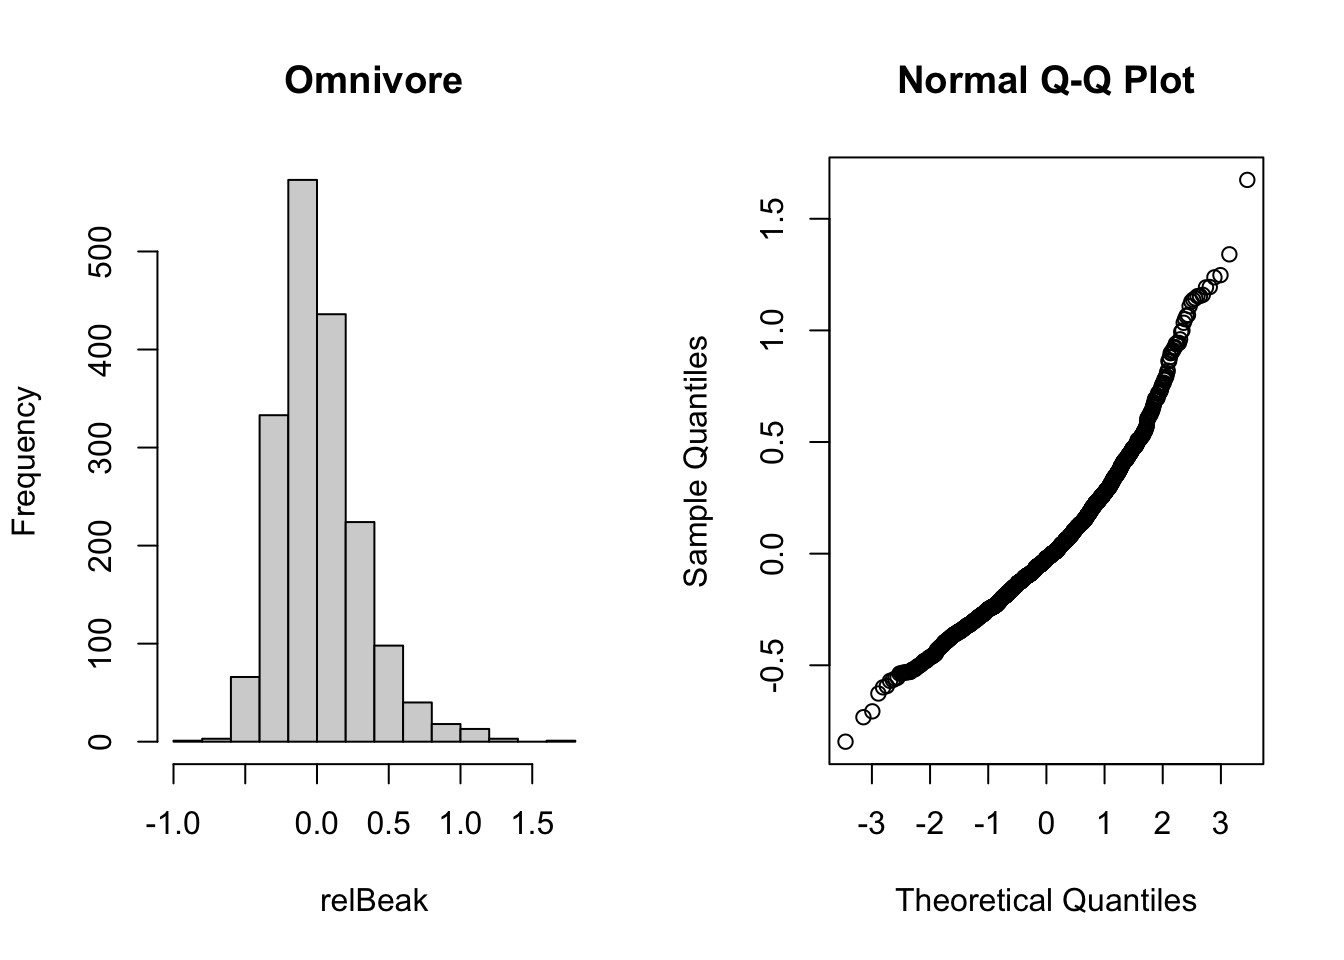 Omnivore
Frequency
0
100
200
300
400
500
-1.0 0.0 0.5 1.0 1.5
relBeak
Normal Q-Q Plot
Sample Quantiles
-0.5
0.0
0.5
1.0
1.5
-3 -2 -1 0 1 2 3
Theoretical Quantiles